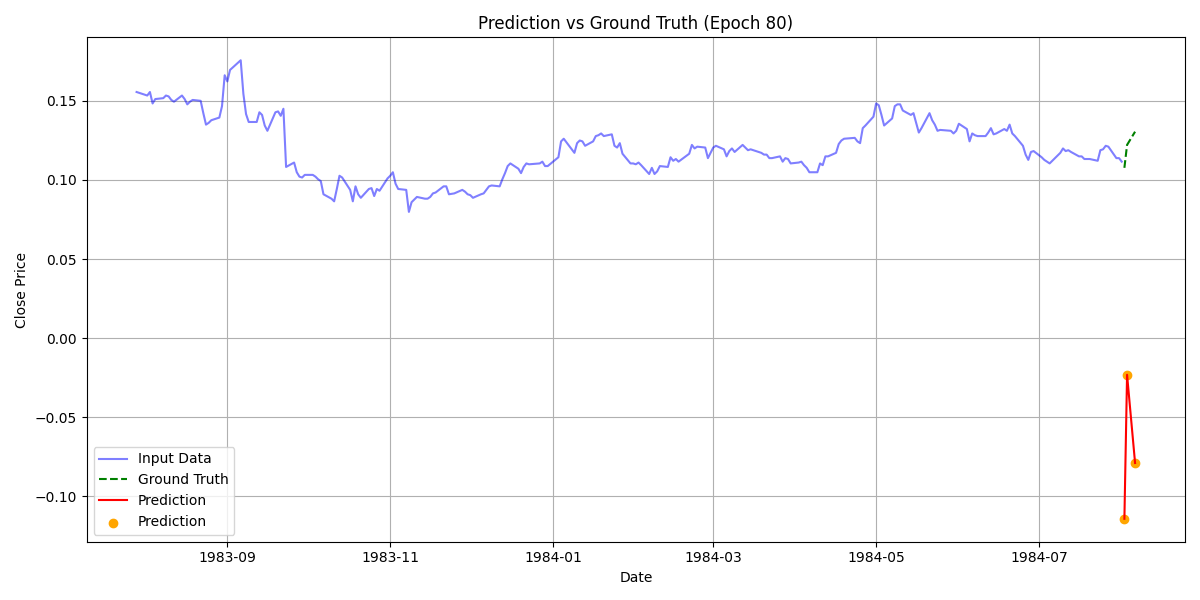 Prediction vs Ground Truth (Epoch 80)
Close Price
0.15
0.10
0.05
0.00
−0.05
−0.10
Input Data
Ground Truth
Prediction
Prediction
1983-09
1983-11
1984-01
1984-03
1984-05
1984-07
Date